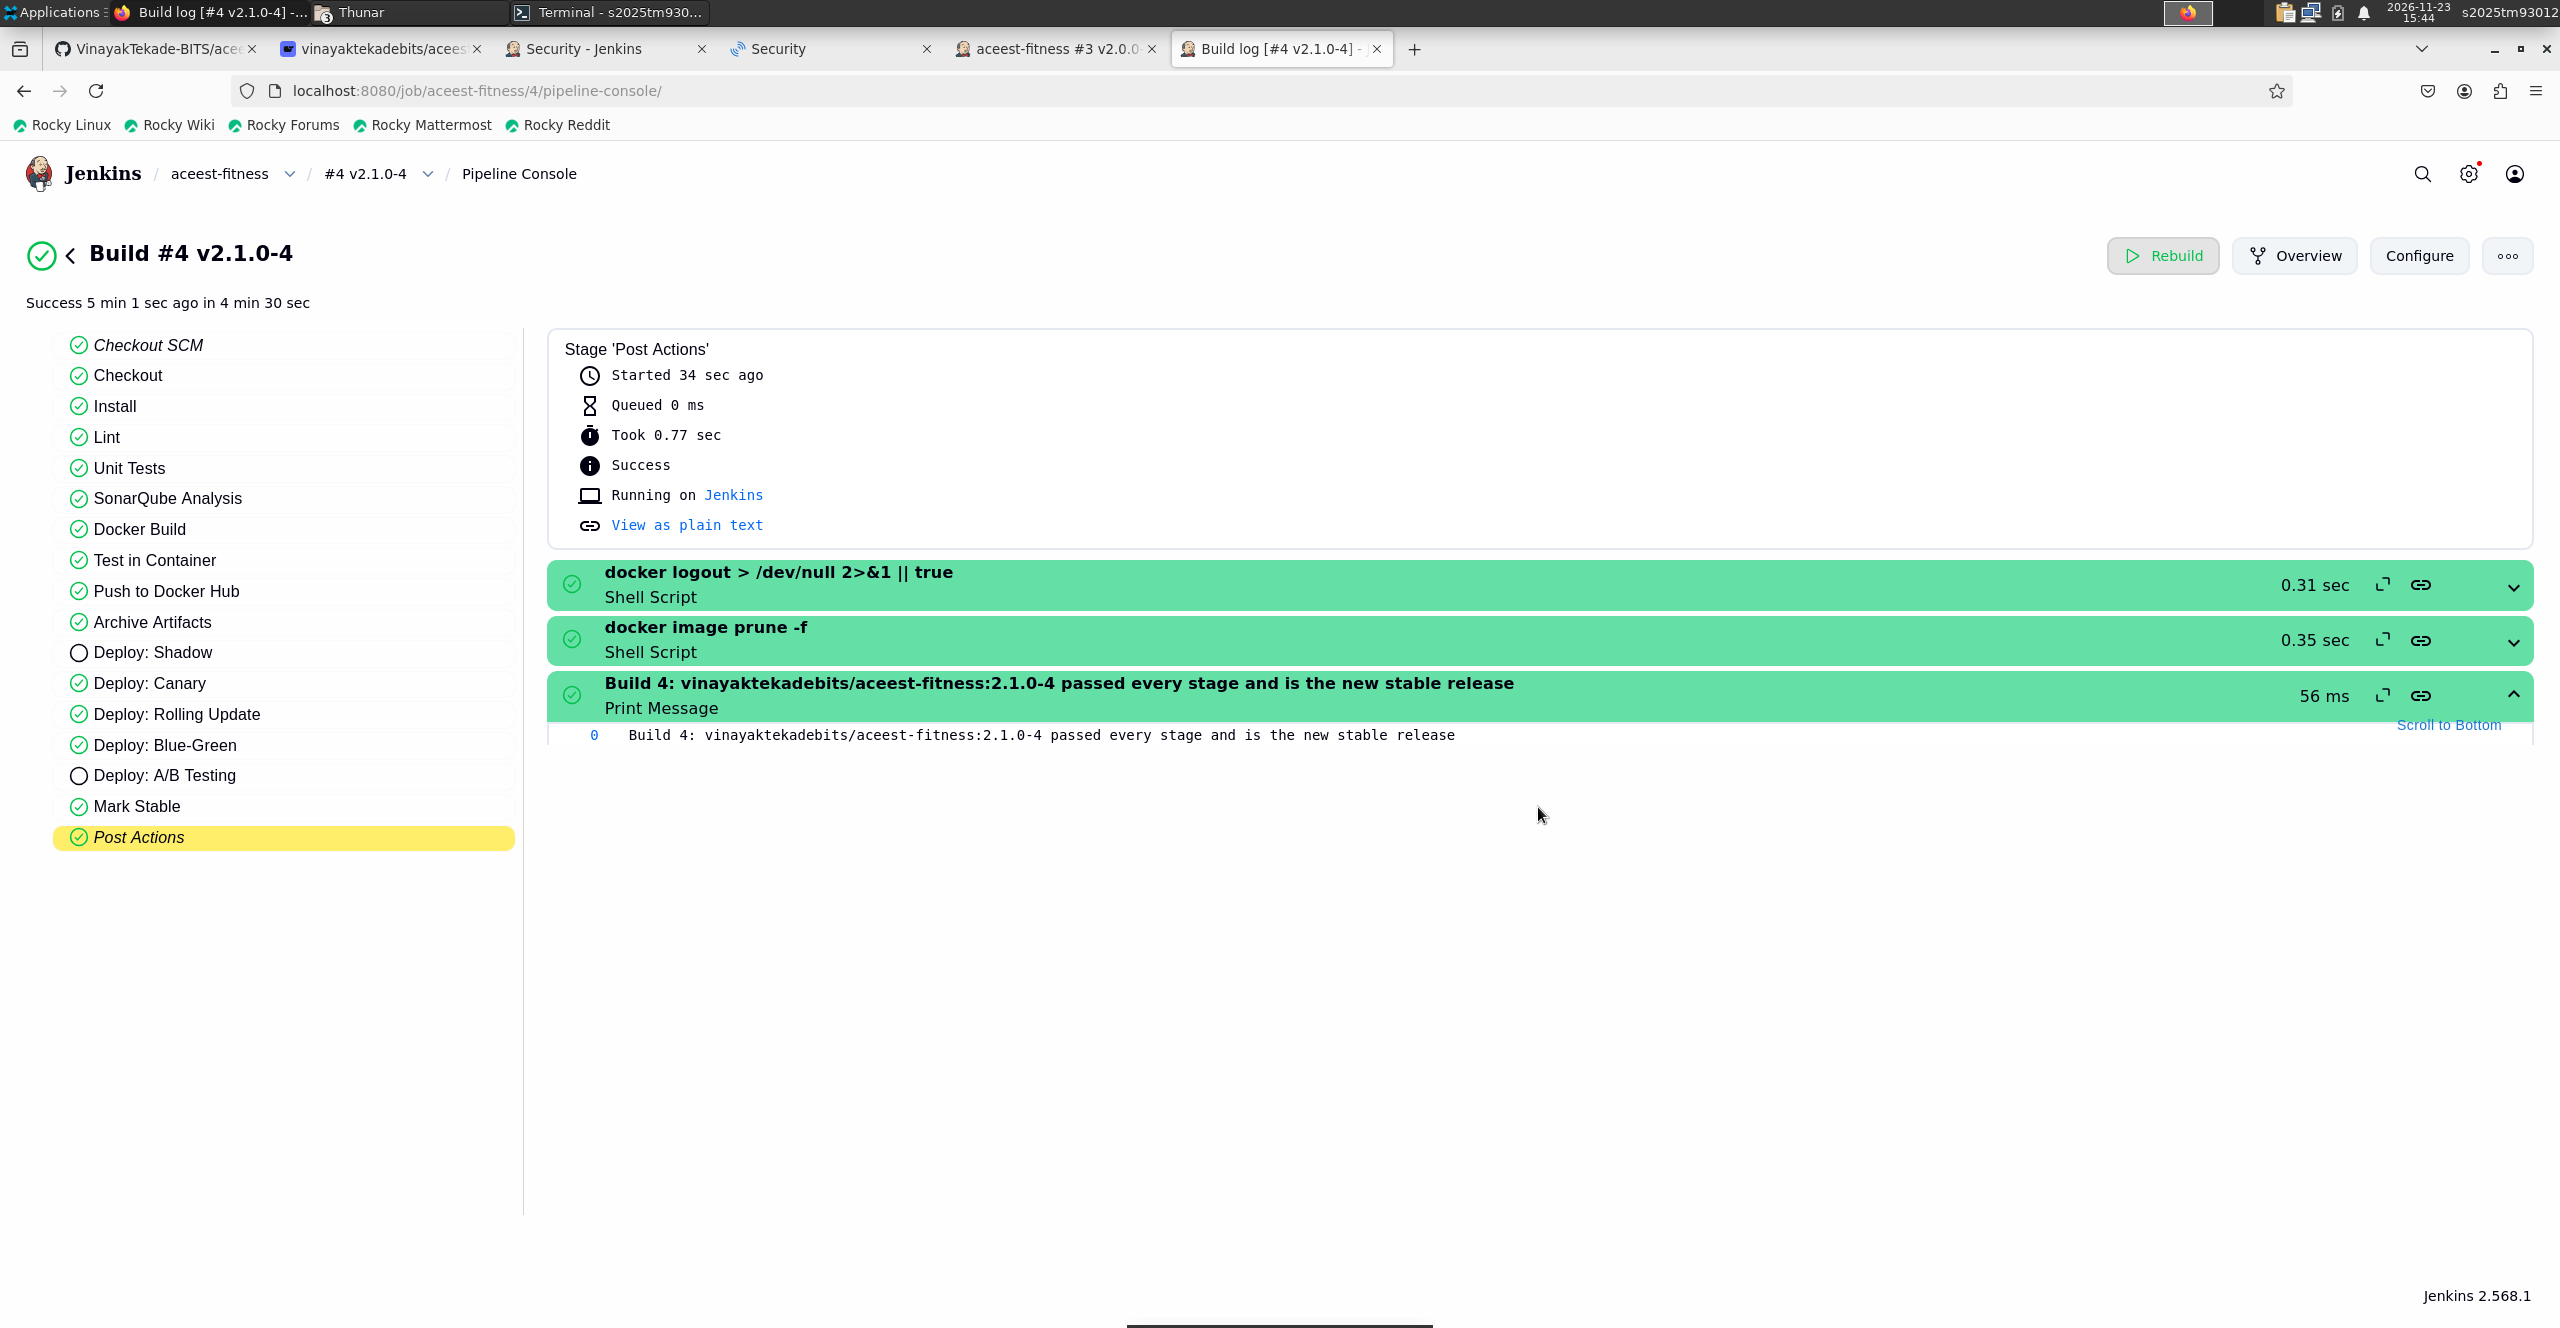 Applications
Build log [#4 v2.1.0-4] -...
3
Thunar
Terminal - s2025tm930...
2026-11-23
15:44
s2025tm93012
VinayakTekade-BITS/acee
vinayaktekadebits/aceest
Security - Jenkins
Security
aceest-fitness #3 v2.0.0-
Build log [#4 v2.1.0-4] -
localhost:8080/job/aceest-fitness/4/pipeline-console/
Rocky Linux
Rocky Wiki
Rocky Forums
Rocky Mattermost
Rocky Reddit
Jenkins / aceest-fitness / #4 v2.1.0-4 / Pipeline Console
Build #4 v2.1.0-4
Rebuild
Overview
Configure
Success 5 min 1 sec ago in 4 min 30 sec
Checkout SCM
Checkout
Install
Lint
Unit Tests
SonarQube Analysis
Docker Build
Test in Container
Push to Docker Hub
Archive Artifacts
Deploy: Shadow
Deploy: Canary
Deploy: Rolling Update
Deploy: Blue-Green
Deploy: A/B Testing
Mark Stable
Post Actions
Stage 'Post Actions'
Started 34 sec ago
Queued 0 ms
Took 0.77 sec
Success
Running on Jenkins
View as plain text
docker logout > /dev/null 2>&1 || true
Shell Script
0.31 sec
docker image prune -f
Shell Script
0.35 sec
Build 4: vinayaktekadebits/aceest-fitness:2.1.0-4 passed every stage and is the new stable release
Print Message
56 ms
Scroll to Bottom
0 Build 4: vinayaktekadebits/aceest-fitness:2.1.0-4 passed every stage and is the new stable release
Jenkins 2.568.1